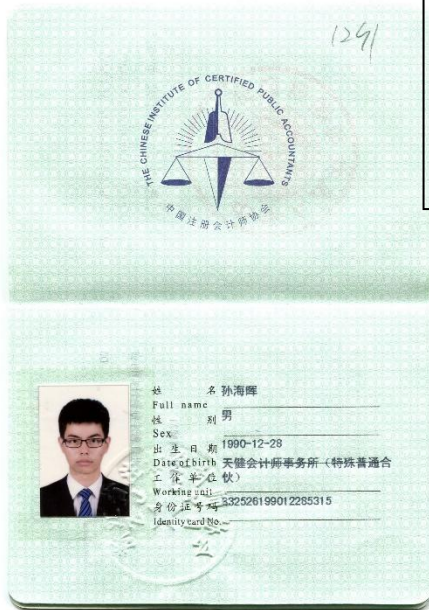 1291
THE CHINESE INSTITUTE OF CERTIFIED PUBLIC ACCOUNTANTS
中国注册会计师协会
姓 名 孙海晖
Full name
性 别 男
Sex
出生日期 1990-12-28
Date of birth 天健会计师事务所（特殊普通合
工作单位 伙）
Working unit
身份证号码 332526199012285315
Identity card No.